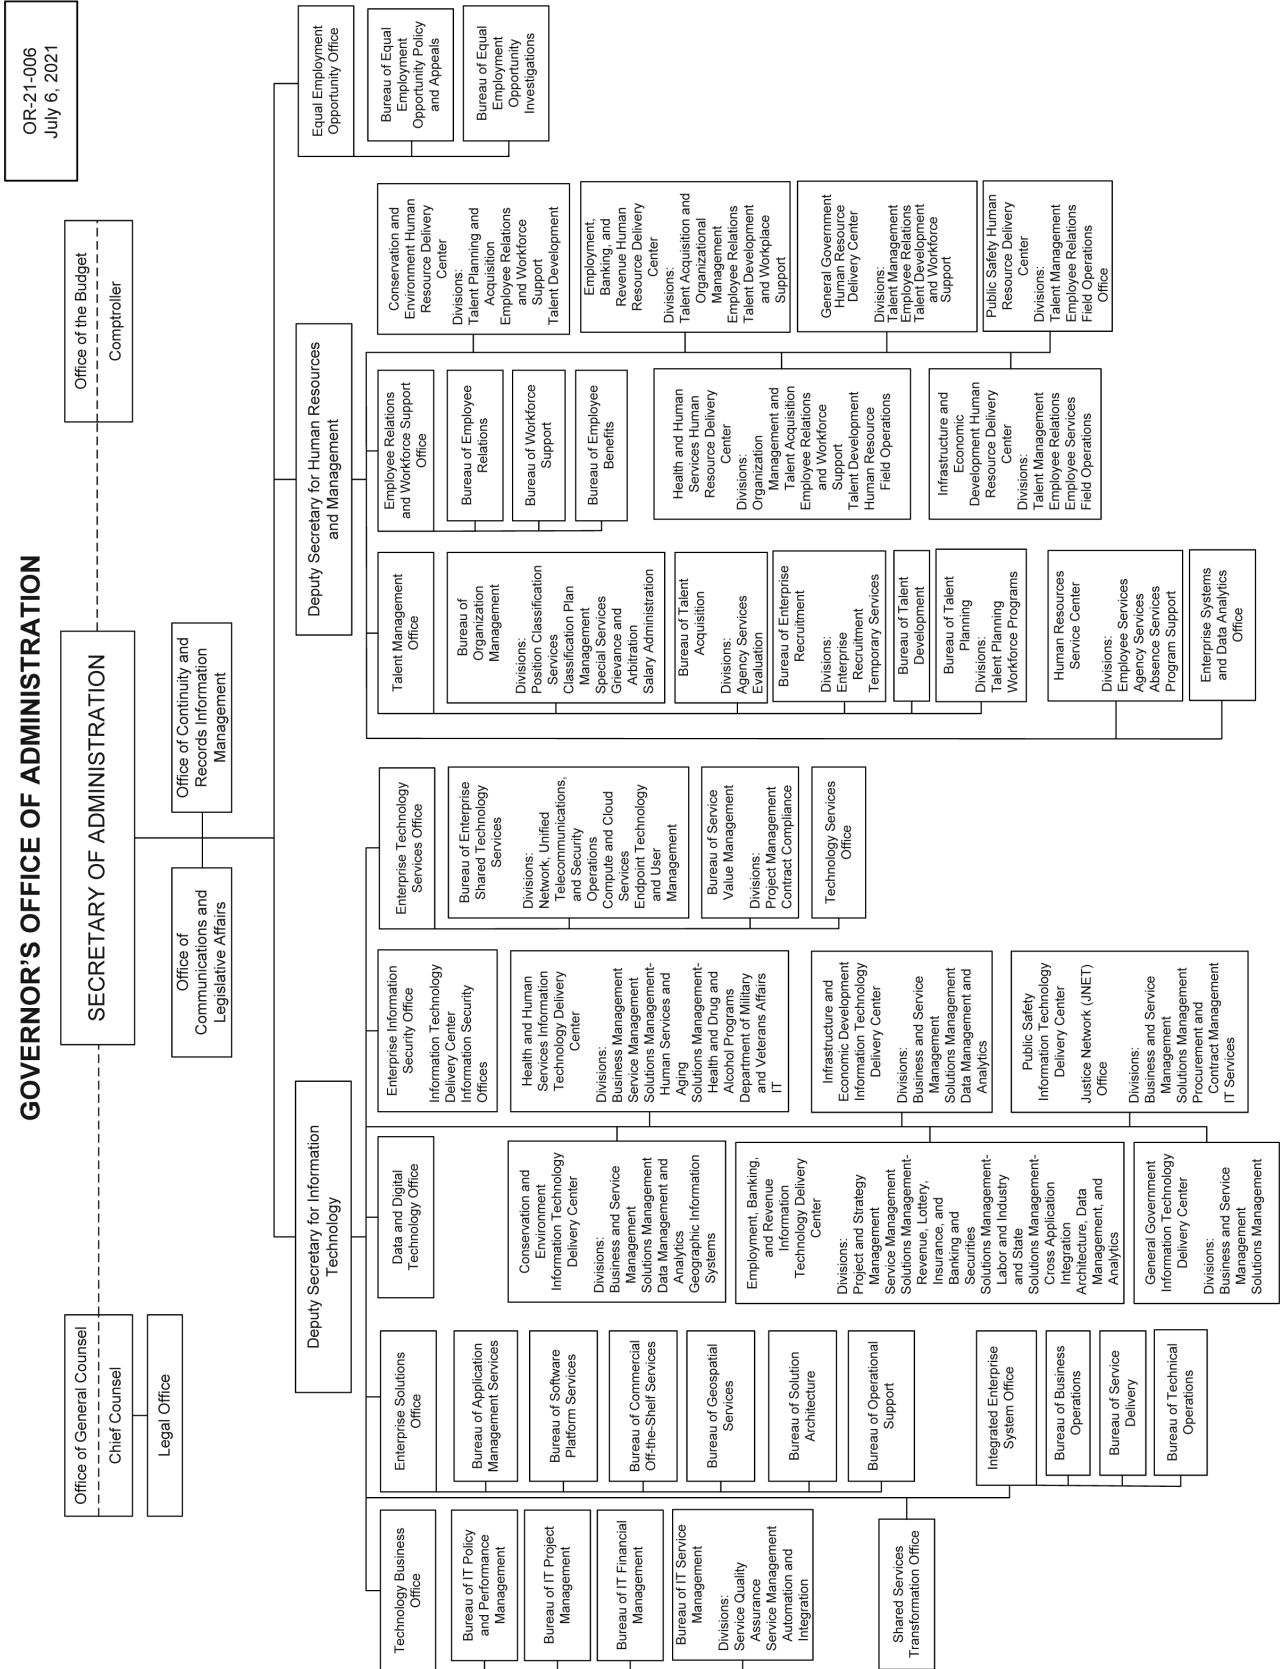 OR-21-006
July 6, 2021
GOVERNOR'S OFFICE OF ADMINISTRATION
Office of General Counsel
Chief Counsel
Legal Office
SECRETARY OF ADMINISTRATION
Office of the Budget
Comptroller
Office of
Communications and
Legislative Affairs
Office of Continuity, and
Records Information
Management
Deputy Secretary for Information
Technology
Deputy Secretary for Human Resources
and Management
Equal Employment
Opportunity Office
Bureau of Equal
Employment
Opportunity Policy
and Appeals
Bureau of Equal
Employment
Opportunity
Investigations
Technology Business
Office
Bureau of IT Policy
and Performance
Management
Bureau of IT Project
Management
Bureau of IT Financial
Management
Bureau of IT Service
Management
Divisions:
Service Quality
Assurance
Service Management
Automation and
Integration
Shared Services
Transformation Office
Enterprise Solutions
Office
Bureau of Application
Management Services
Bureau of Software
Platform Services
Bureau of Commercial
Off-the-Shelf Services
Bureau of Geospatial
Services
Bureau of Solution
Architecture
Bureau of Operational
Support
Integrated Enterprise
System Office
Bureau of Business
Operations
Bureau of Service
Delivery
Bureau of Technical
Operations
Data and Digital
Technology Office
Conservation and
Environment
Information Technology
Delivery Center
Divisions:
Business and Service
Management
Solutions Management
Data Management and
Analytics
Geographic Information
Systems
Employment, Banking,
and Revenue
Information
Technology Delivery
Center
Divisions:
Project and Strategy
Management
Service Management
Solutions Management-
Revenue, Lottery,
Insurance, and
Banking and
Securities
Solutions Management-
Labor and Industry
and State
Solutions Management-
Cross Application
Integration
Architecture, Data
Management, and
Analytics
General Government
Information Technology
Delivery Center
Divisions:
Business and Service
Management
Solutions Management
Enterprise Information
Security Office
Information Technology
Delivery Center
Information Security
Offices
Health and Human
Services Information
Technology Delivery
Center
Divisions:
Business Management
Service Management
Solutions Management-
Human Services and
Aging
Solutions Management-
Health and Drug and
Alcohol Programs
Department of Military
and Veterans Affairs
IT
Infrastructure and
Economic Development
Information Technology
Delivery Center
Divisions:
Business and Service
Management
Solutions Management
Data Management and
Analytics
Public Safety
Information Technology
Delivery Center
Justice Network (JNET)
Office
Divisions:
Business and Service
Management
Solutions Management
Procurement and
Contract Management
IT Services
Enterprise Technology
Services Office
Bureau of Enterprise
Shared Technology
Services
Divisions:
Network, Unified
Telecommunications,
and Security
Operations
Compute and Cloud
Services
Endpoint Technology
and User
Management
Bureau of Service
Value Management
Divisions:
Project Management
Contract Compliance
Technology Services
Office
Talent Management
Office
Bureau of
Organization
Management
Divisions:
Position Classification
Services
Classification Plan
Management
Special Services
Grievance and
Arbitration
Salary Administration
Bureau of Talent
Acquisition
Divisions:
Agency Services
Evaluation
Bureau of Enterprise
Recruitment
Divisions:
Enterprise
Recruitment
Temporary Services
Bureau of Talent
Development
Bureau of Talent
Planning
Divisions:
Talent Planning
Workforce Programs
Human Resources
Service Center
Divisions:
Employee Services
Agency Services
Absence Services
Program Support
Enterprise Systems
and Data Analytics
Office
Employee Relations
and Workforce Support
Office
Bureau of Employee
Relations
Bureau of Workforce
Support
Bureau of Employee
Benefits
Health and Human
Services Human
Resource Delivery
Center
Divisions:
Organization
Management and
Talent Acquisition
Employee Relations
and Workforce
Support
Talent Development
Human Resource
Field Operations
Infrastructure and
Economic
Development Human
Resource Delivery
Center
Divisions:
Talent Management
Employee Relations
Employee Services
Field Operations
Conservation and
Environment Human
Resource Delivery
Center
Divisions:
Talent Planning and
Acquisition
Employee Relations
and Workforce
Support
Talent Development
Employment,
Banking, and
Revenue Human
Resource Delivery
Center
Divisions:
Talent Acquisition and
Organizational
Management
Employee Relations
Talent Development
and Workplace
Support
General Government
Human Resource
Delivery Center
Divisions:
Talent Management
Employee Relations
Talent Development
and Workforce
Support
Public Safety Human
Resource Delivery
Center
Divisions:
Talent Management
Employee Relations
Field Operations
Office